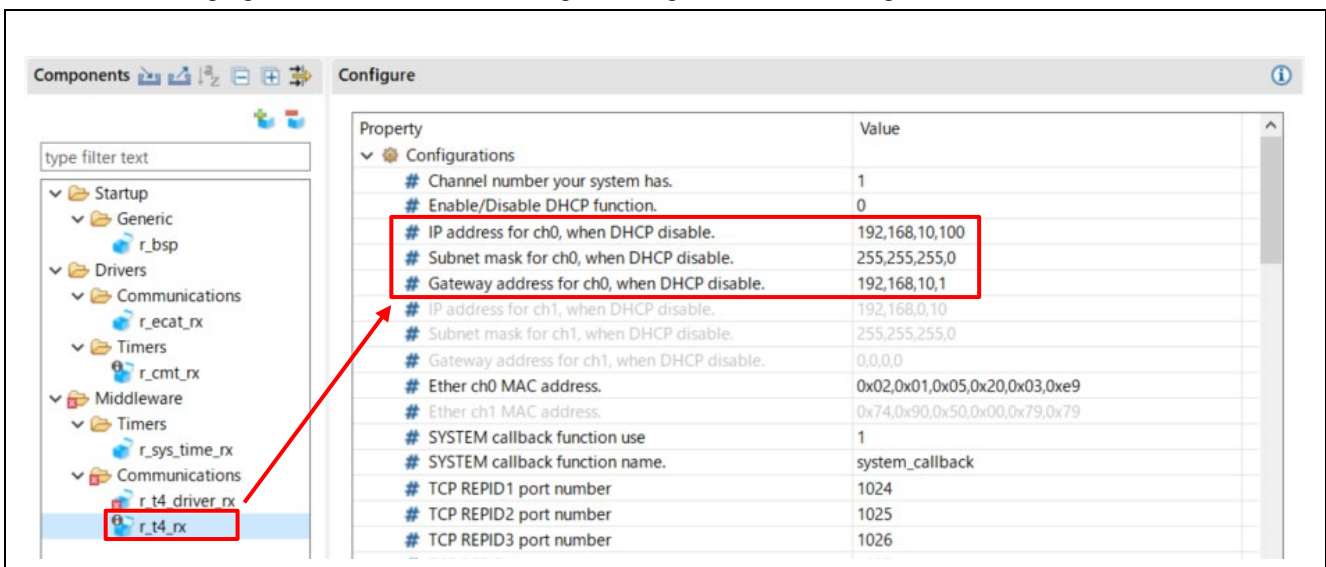 Components
Configure
type filter text
Startup
Generic
r_bsp
Drivers
Communications
r_ecat_rx
Timers
r_cmt_rx
Middleware
Timers
r_sys_time_rx
Communications
r_t4_driver_rx
r_t4_rx
Property Value
Configurations
# Channel number your system has. 1
# Enable/Disable DHCP function. 0
# IP address for ch0, when DHCP disable. 192,168,10,100
# Subnet mask for ch0, when DHCP disable. 255,255,255,0
# Gateway address for ch0, when DHCP disable. 192,168,10,1
# IP address for ch1, when DHCP disable. 192,168,0,10
# Subnet mask for ch1, when DHCP disable. 255,255,255,0
# Gateway address for ch1, when DHCP disable. 0,0,0,0
# Ether ch0 MAC address. 0x02,0x01,0x05,0x20,0x03,0xe9
# Ether ch1 MAC address. 0x74,0x90,0x50,0x00,0x79,0x79
# SYSTEM callback function use 1
# SYSTEM callback function name. system_callback
# TCP REPID1 port number 1024
# TCP REPID2 port number 1025
# TCP REPID3 port number 1026